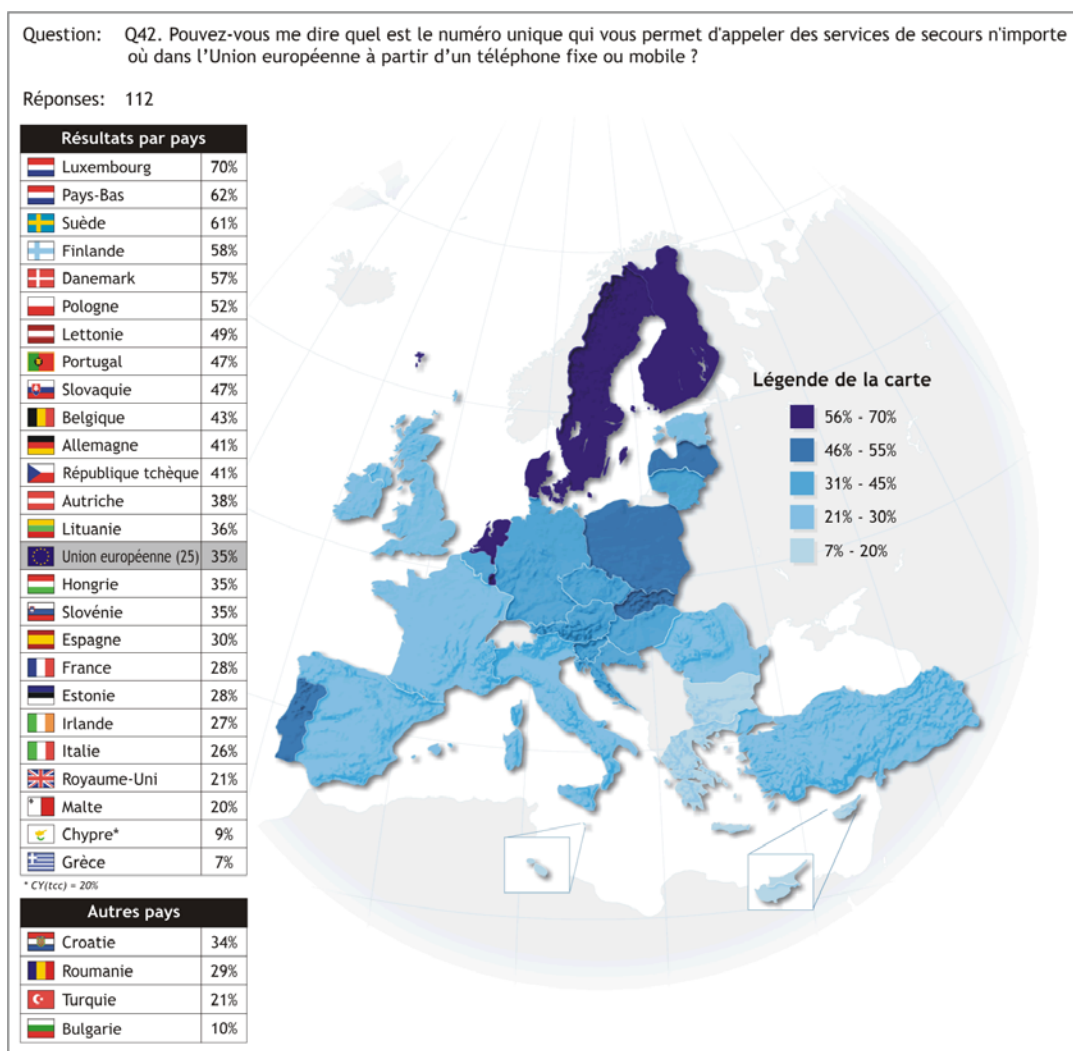 Question: Q42. Pouvez-vous me dire quel est le numéro unique qui vous permet d'appeler des services de secours n'importe
où dans l’Union européenne à partir d’un téléphone fixe ou mobile ?
Réponses: 112
Résultats par pays
Luxembourg 70%
Pays-Bas 62%
Suède 61%
Finlande 58%
Danemark 57%
Pologne 52%
Lettonie 49%
Portugal 47%
Slovaquie 47%
Belgique 43%
Allemagne 41%
République tchèque 41%
Autriche 38%
Lituanie 36%
Union européenne (25) 35%
Hongrie 35%
Slovénie 35%
Espagne 30%
France 28%
Estonie 28%
Irlande 27%
Italie 26%
Royaume-Uni 21%
Malte 20%
Chypre* 9%
Grèce 7%
* CY(tcc) = 20%
Autres pays
Croatie 34%
Roumanie 29%
Turquie 21%
Bulgarie 10%
Légende de la carte
56% - 70%
46% - 55%
31% - 45%
21% - 30%
7% - 20%